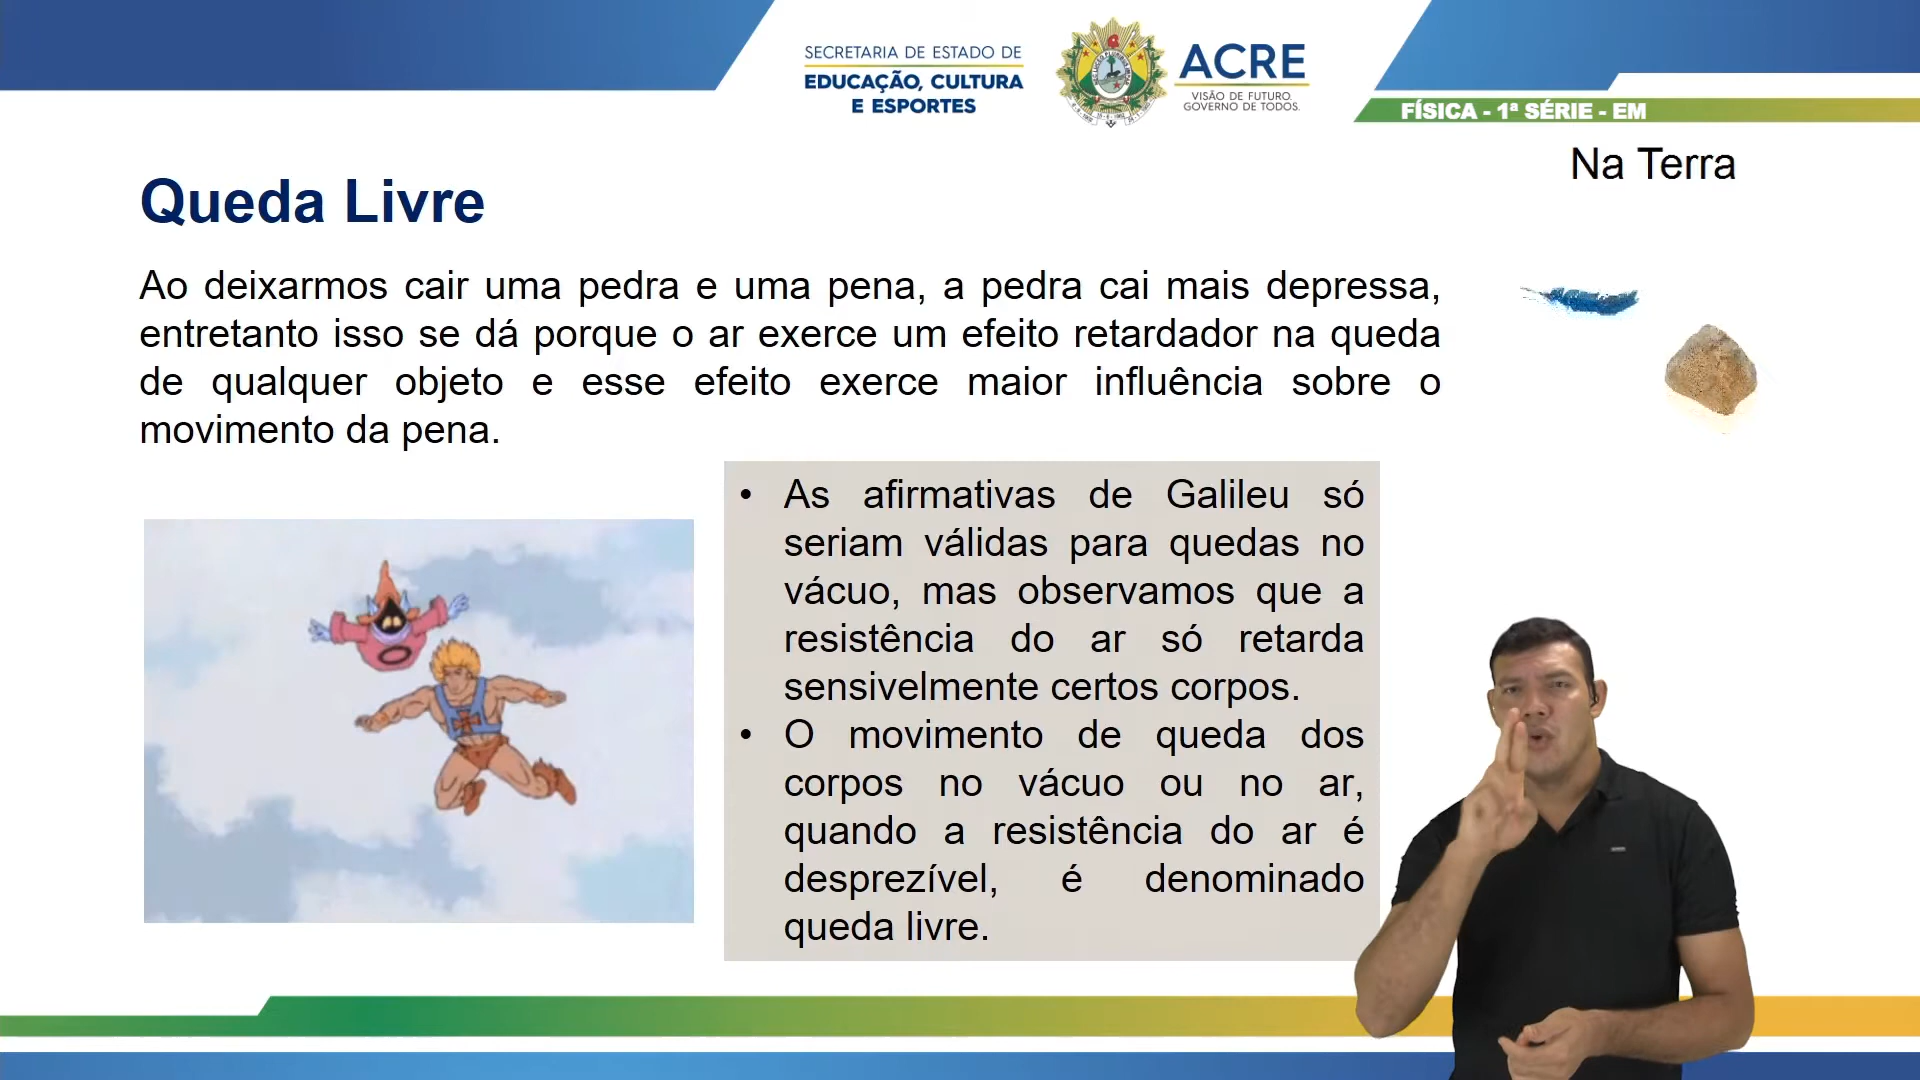 SECRETARIA DE ESTADO DE
EDUCAÇÃO, CULTURA
E ESPORTES
ACRE
VISÃO DE FUTURO.
GOVERNO DE TODOS.
FÍSICA - 1ª SÉRIE - EM
Na Terra
Queda Livre
Ao deixarmos cair uma pedra e uma pena, a pedra cai mais depressa,
entretanto isso se dá porque o ar exerce um efeito retardador na queda
de qualquer objeto e esse efeito exerce maior influência sobre o
movimento da pena.
• As afirmativas de Galileu só
seriam válidas para quedas no
vácuo, mas observamos que a
resistência do ar só retarda
sensivelmente certos corpos.
• O movimento de queda dos
corpos no vácuo ou no ar,
quando a resistência do ar é
desprezível, é denominado
queda livre.